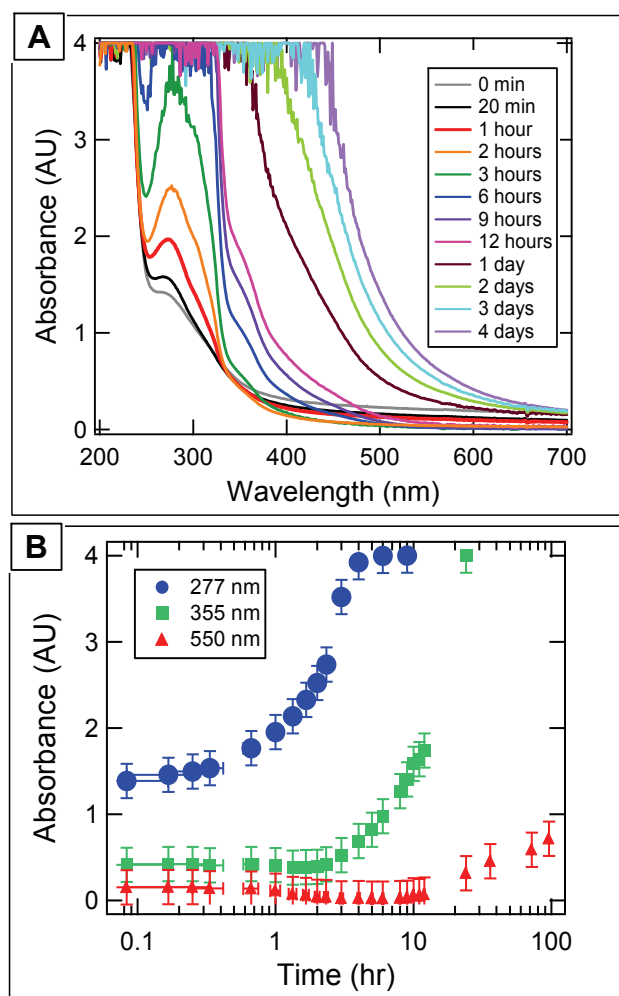 A
Absorbance (AU)
4
3
2
1
0
0 min
20 min
1 hour
2 hours
3 hours
6 hours
9 hours
12 hours
1 day
2 days
3 days
4 days
200 300 400 500 600 700
Wavelength (nm)
B
Absorbance (AU)
4
3
2
1
0
277 nm
355 nm
550 nm
0.1 1 10 100
Time (hr)